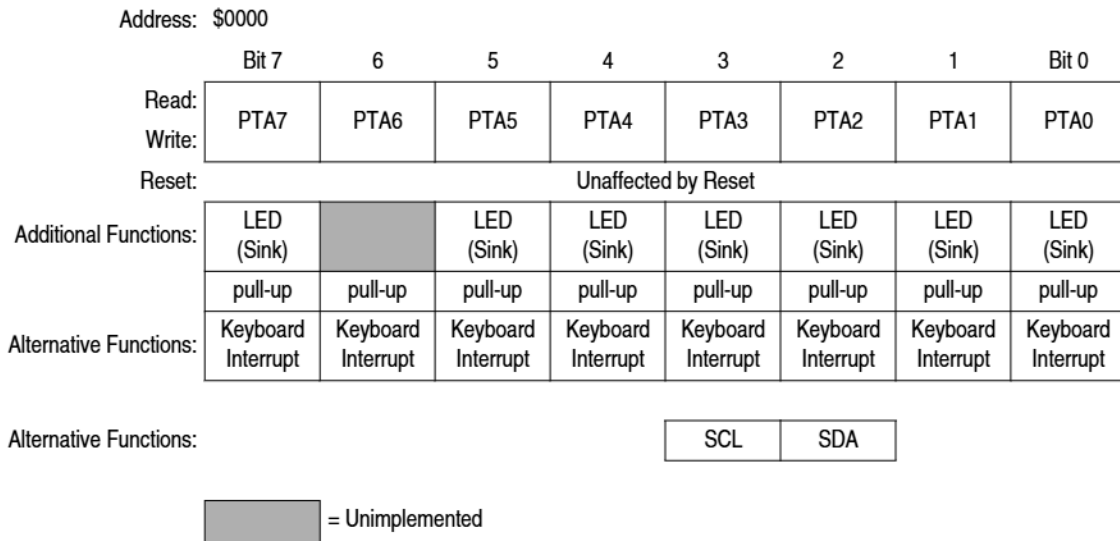 Address: $0000
Bit 7 6 5 4 3 2 1 Bit 0
Read:
Write:
PTA7 PTA6 PTA5 PTA4 PTA3 PTA2 PTA1 PTA0
Reset: Unaffected by Reset
Additional Functions:
LED LED LED LED LED LED LED
(Sink) (Sink) (Sink) (Sink) (Sink) (Sink) (Sink)
pull-up pull-up pull-up pull-up pull-up pull-up pull-up pull-up
Alternative Functions:
Keyboard Keyboard Keyboard Keyboard Keyboard Keyboard Keyboard Keyboard
Interrupt Interrupt Interrupt Interrupt Interrupt Interrupt Interrupt Interrupt
Alternative Functions: SCL SDA
= Unimplemented